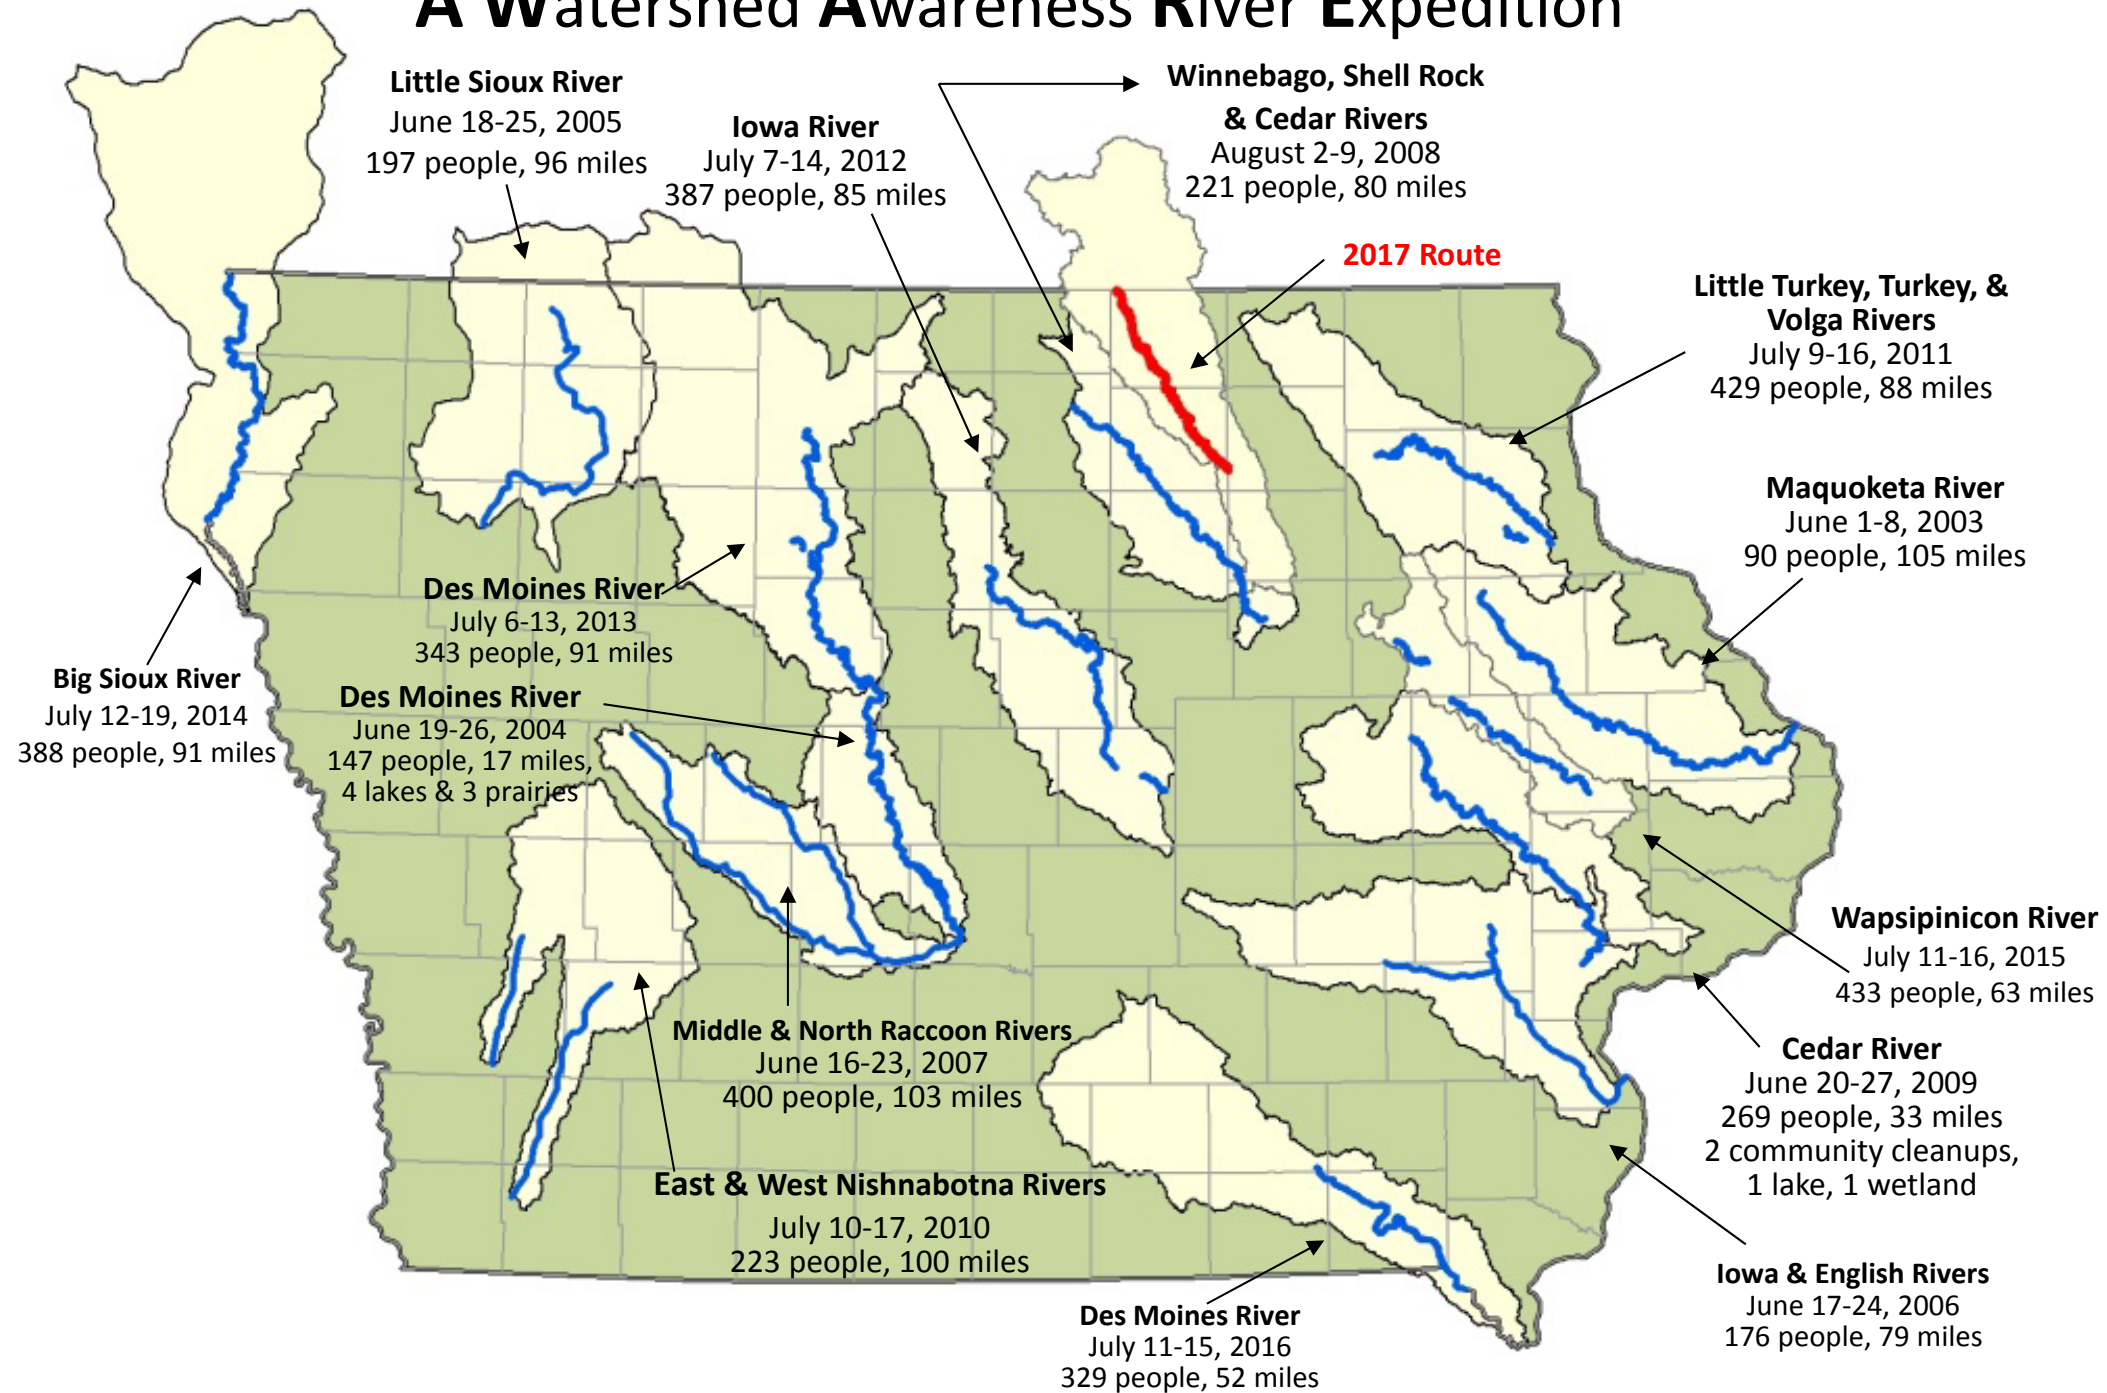 A Watershed Awareness River Expedition
Little Sioux River
June 18-25, 2005
197 people, 96 miles
Iowa River
July 7-14, 2012
387 people, 85 miles
Winnebago, Shell Rock
& Cedar Rivers
August 2-9, 2008
221 people, 80 miles
2017 Route
Little Turkey, Turkey, &
Volga Rivers
July 9-16, 2011
429 people, 88 miles
Maquoketa River
June 1-8, 2003
90 people, 105 miles
Des Moines River
July 6-13, 2013
343 people, 91 miles
Big Sioux River
July 12-19, 2014
388 people, 91 miles
Des Moines River
June 19-26, 2004
147 people, 17 miles,
4 lakes & 3 prairies
Wapsipinicon River
July 11-16, 2015
433 people, 63 miles
Middle & North Raccoon Rivers
June 16-23, 2007
400 people, 103 miles
Cedar River
June 20-27, 2009
269 people, 33 miles
2 community cleanups,
1 lake, 1 wetland
East & West Nishnabotna Rivers
July 10-17, 2010
223 people, 100 miles
Iowa & English Rivers
June 17-24, 2006
176 people, 79 miles
Des Moines River
July 11-15, 2016
329 people, 52 miles